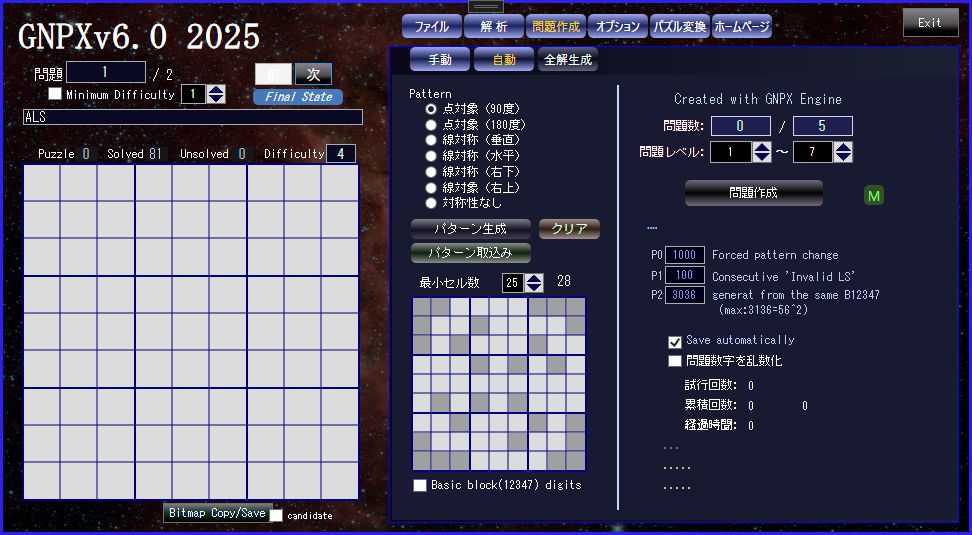 GNPXv6.0 2025
ファイル 解 析 問題作成 オプション パズル変換 ホームページ Exit
手動 自動 全解生成
問題 1 / 2 前 次
Minimum Difficulty 1 Final State
ALS
Puzzle 0 Solved 81 Unsolved 0 Difficulty 4
Bitmap Copy/Save candidate
Pattern
点対象（90度）
点対象（180度）
線対称（垂直）
線対称（水平）
線対称（右下）
線対象（右上）
対称性なし
パターン生成 クリア
パターン取込み
最小セル数 25 28
Basic block(12347) digits
Created with GNPX Engine
問題数: 0 / 5
問題レベル: 1 ～ 7
問題作成 M
....
P0 1000 Forced pattern change
P1 100 Consecutive 'Invalid LS'
P2 3036 generat from the same B12347
(max:3136=56^2)
Save automatically
問題数字を乱数化
試行回数: 0
累積回数: 0 0
経過時間: 0
...
.....
.....